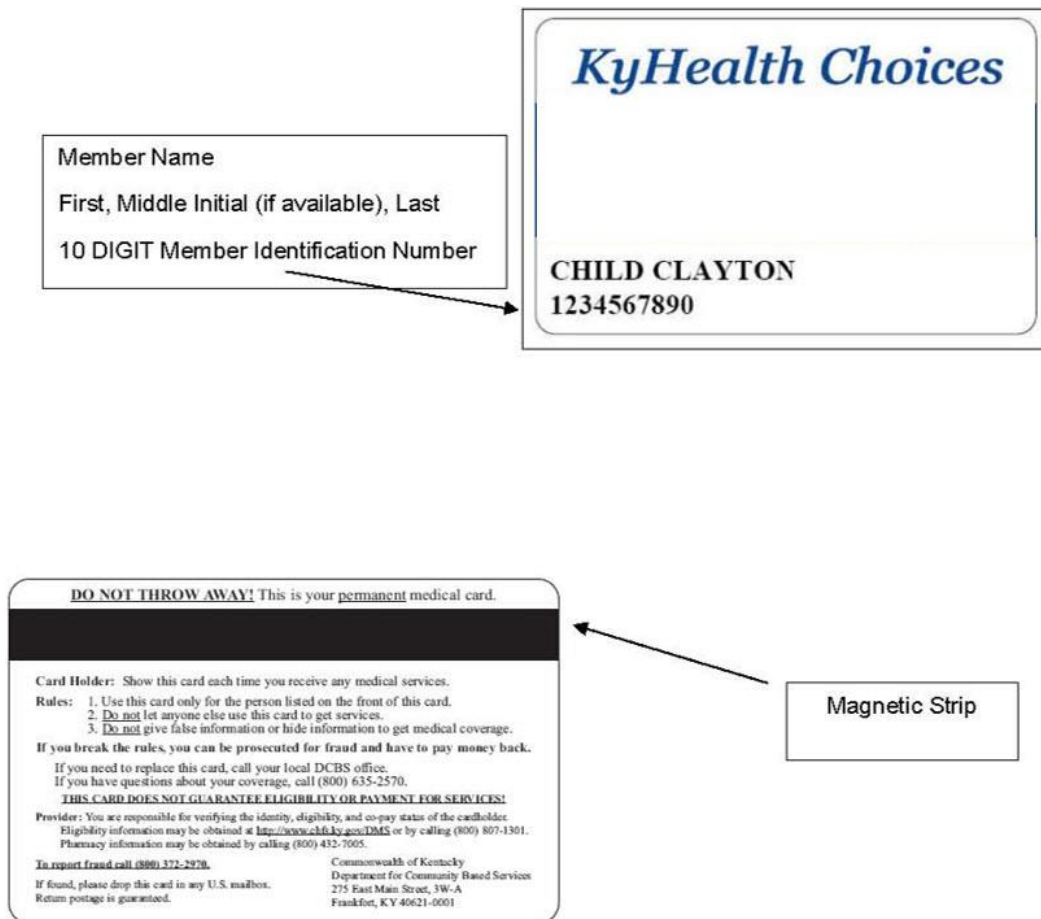 KyHealth Choices
Member Name
First, Middle Initial (if available), Last
10 DIGIT Member Identification Number
CHILD CLAYTON
1234567890
DO NOT THROW AWAY! This is your permanent medical card.
Card Holder: Show this card each time you receive any medical services.
Rules: 1. Use this card only for the person listed on the front of this card.
2. Do not let anyone else use this card to get services.
3. Do not give false information or hide information to get medical coverage.
If you break the rules, you can be prosecuted for fraud and have to pay money back.
If you need to replace this card, call your local DCBS office.
If you have questions about your coverage, call (800) 635-2570.
THIS CARD DOES NOT GUARANTEE ELIGIBILITY OR PAYMENT FOR SERVICES!
Provider: You are responsible for verifying the identity, eligibility, and co-pay status of the cardholder.
Eligibility information may be obtained at http://www.chfs.ky.gov/DMS or by calling (800) 807-1301.
Pharmacy information may be obtained by calling (800) 432-7005.
To report fraud call (800) 372-2970.
If found, please drop this card in any U.S. mailbox.
Return postage is guaranteed.
Commonwealth of Kentucky
Department for Community Based Services
275 East Main Street, 3W-A
Frankfort, KY 40621-0001
Magnetic Strip